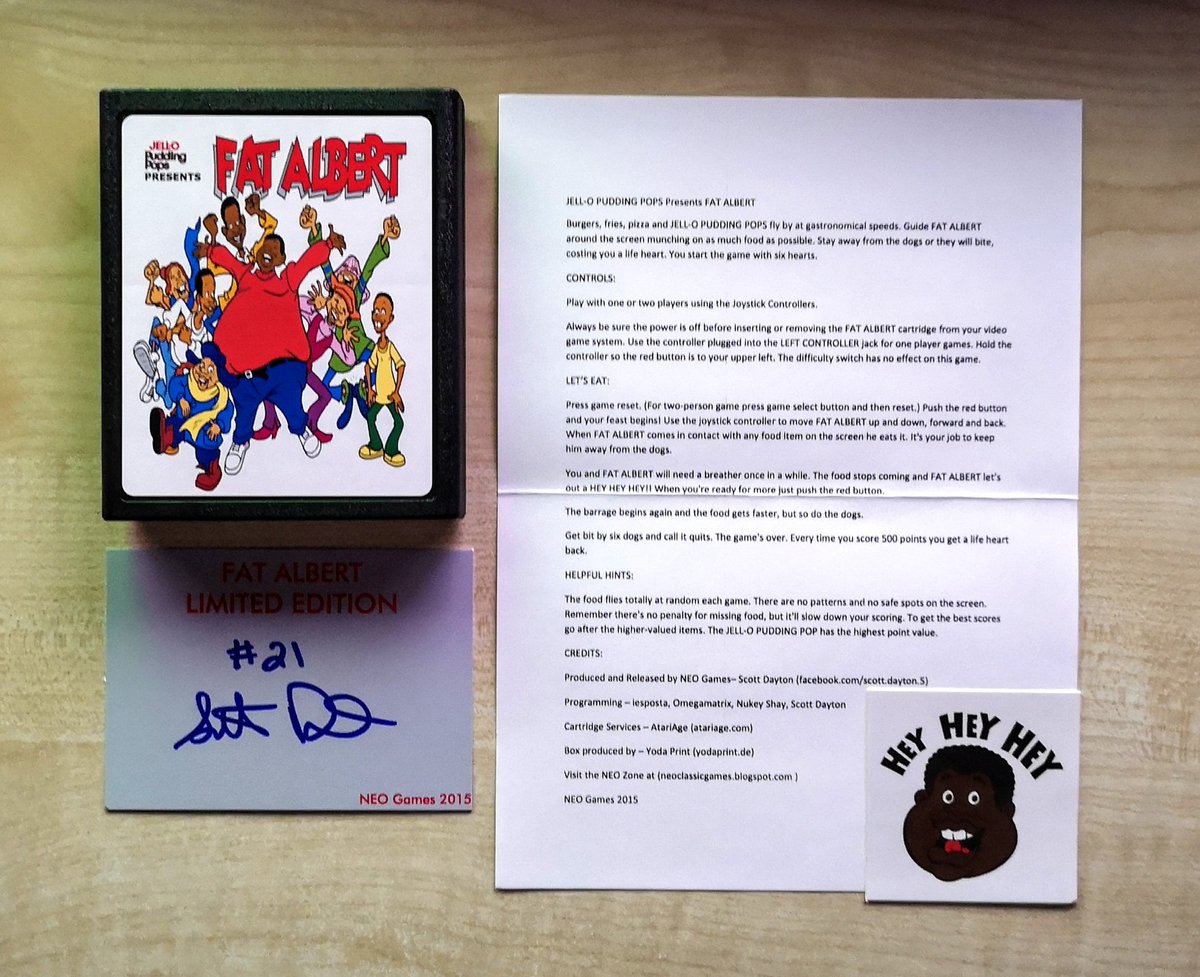 JELL-O
Pudding
Pops
PRESENTS
FAT ALBERT
FAT ALBERT
LIMITED EDITION
#21
NEO Games 2015
JELL-O PUDDING POPS Presents FAT ALBERT
Burgers, fries, pizza and JELL-O PUDDING POPS fly by at gastronomical speeds. Guide FAT ALBERT
around the screen munching on as much food as possible. Stay away from the dogs or they will bite,
costing you a life heart. You start the game with six hearts.
CONTROLS:
Play with one or two players using the Joystick Controllers.
Always be sure the power is off before inserting or removing the FAT ALBERT cartridge from your video
game system. Use the controller plugged into the LEFT CONTROLLER jack for one player games. Hold the
controller so the red button is to your upper left. The difficulty switch has no effect on this game.
LET'S EAT:
Press game reset. (For two-person game press game select button and then reset.) Push the red button
and your feast begins! Use the joystick controller to move FAT ALBERT up and down, forward and back.
When FAT ALBERT comes in contact with any food item on the screen he eats it. It's your job to keep
him away from the dogs.
You and FAT ALBERT will need a breather once in a while. The food stops coming and FAT ALBERT let's
out a HEY HEY HEY!! When you're ready for more just push the red button.
The barrage begins again and the food gets faster, but so do the dogs.
Get bit by six dogs and call it quits. The game's over. Every time you score 500 points you get a life heart
back.
HELPFUL HINTS:
The food flies totally at random each game. There are no patterns and no safe spots on the screen.
Remember there's no penalty for missing food, but it'll slow down your scoring. To get the best scores
go after the higher-valued items. The JELL-O PUDDING POP has the highest point value.
CREDITS:
Produced and Released by NEO Games– Scott Dayton (facebook.com/scott.dayton.5)
Programming – iesposta, Omegamatrix, Nukey Shay, Scott Dayton
Cartridge Services – AtariAge (atariage.com)
Box produced by – Yoda Print (yodaprint.de)
Visit the NEO Zone at (neoclassicgames.blogspot.com )
NEO Games 2015
HEY HEY HEY